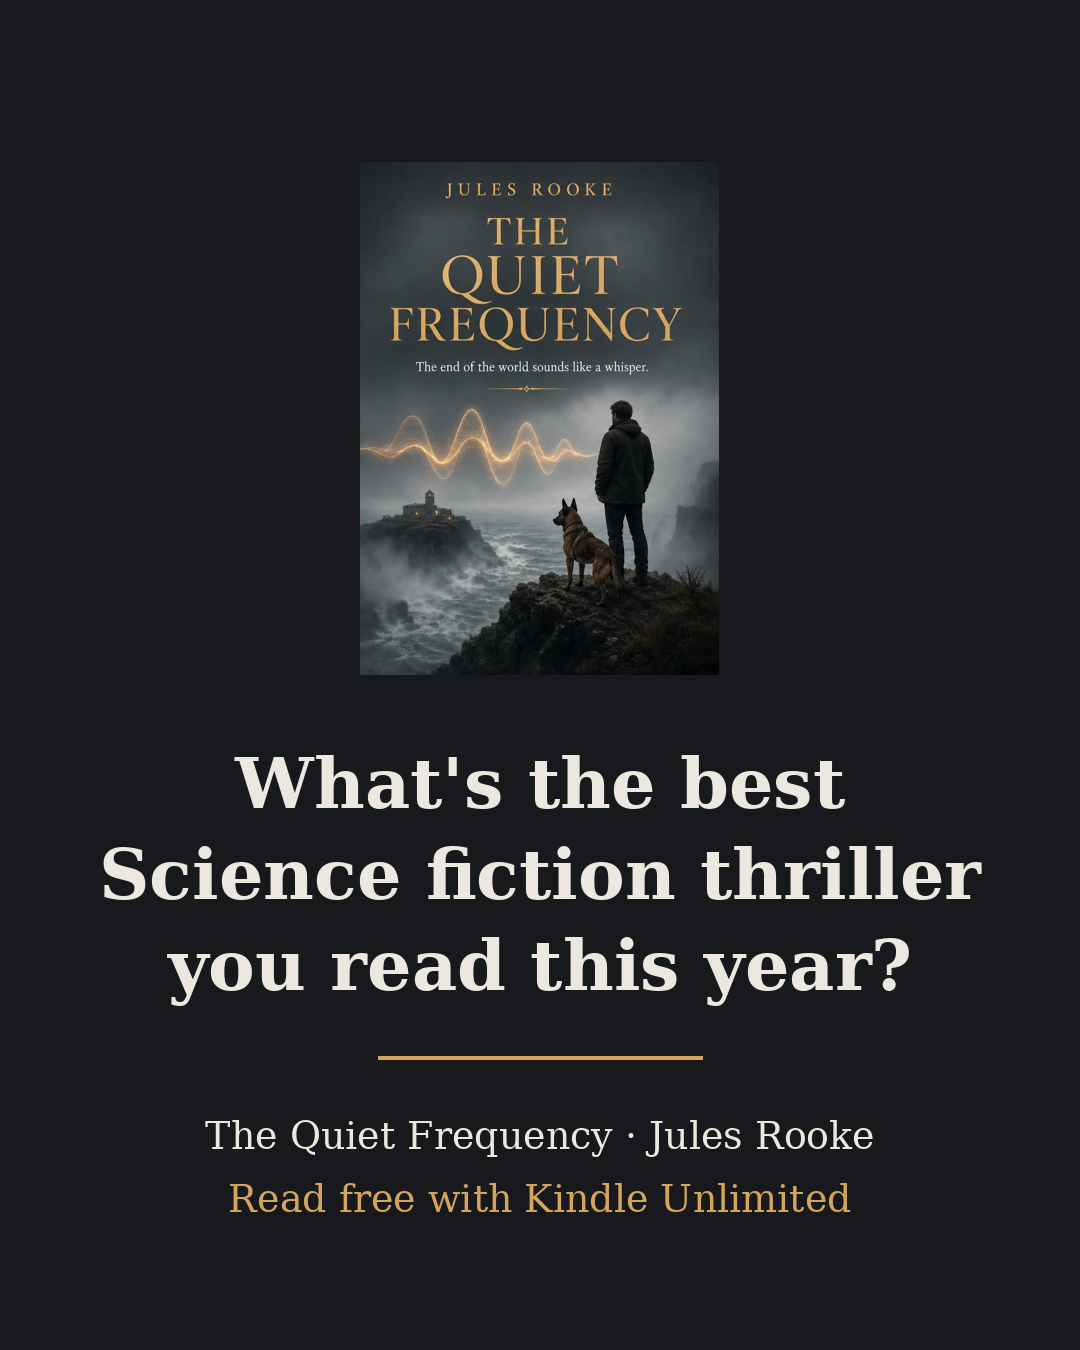 JULES ROOKE
THE
QUIET
FREQUENCY
The end of the world sounds like a whisper.
What's the best
Science fiction thriller
you read this year?
The Quiet Frequency · Jules Rooke
Read free with Kindle Unlimited